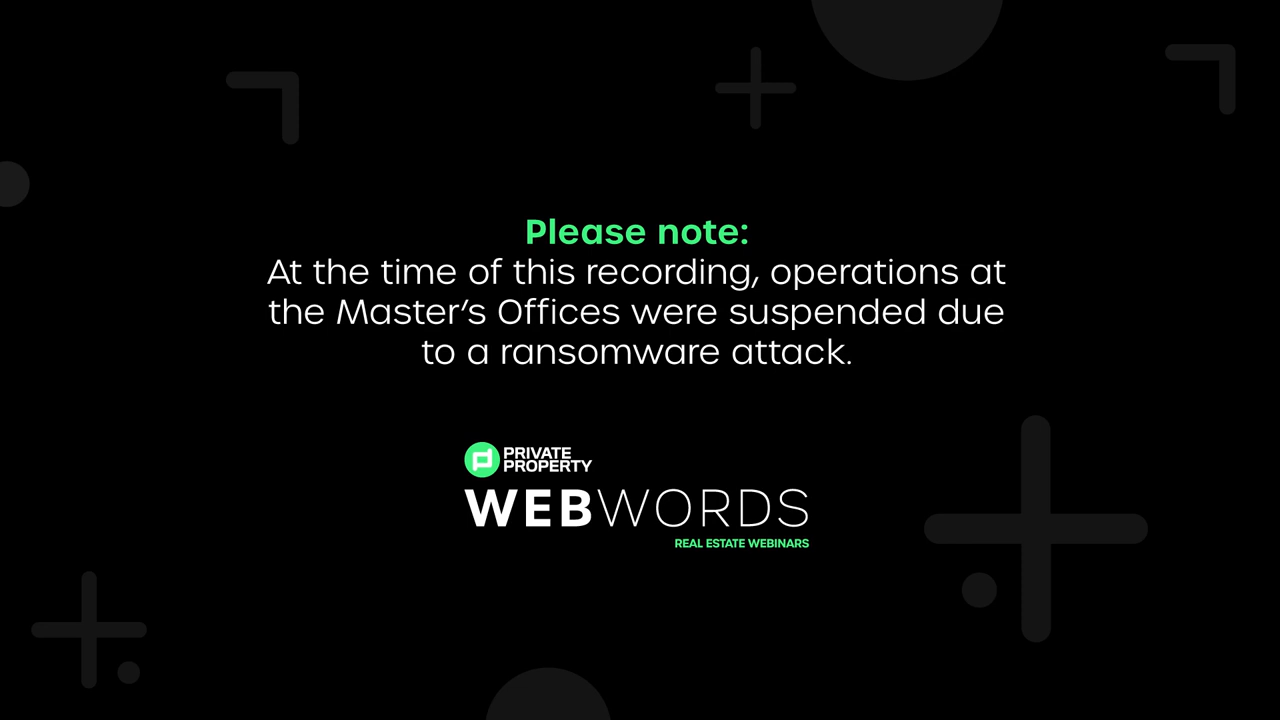 Please note:
At the time of this recording, operations at
the Master's Offices were suspended due
to a ransomware attack.
PRIVATE
PROPERTY
WEBWORDS
REAL ESTATE WEBINARS